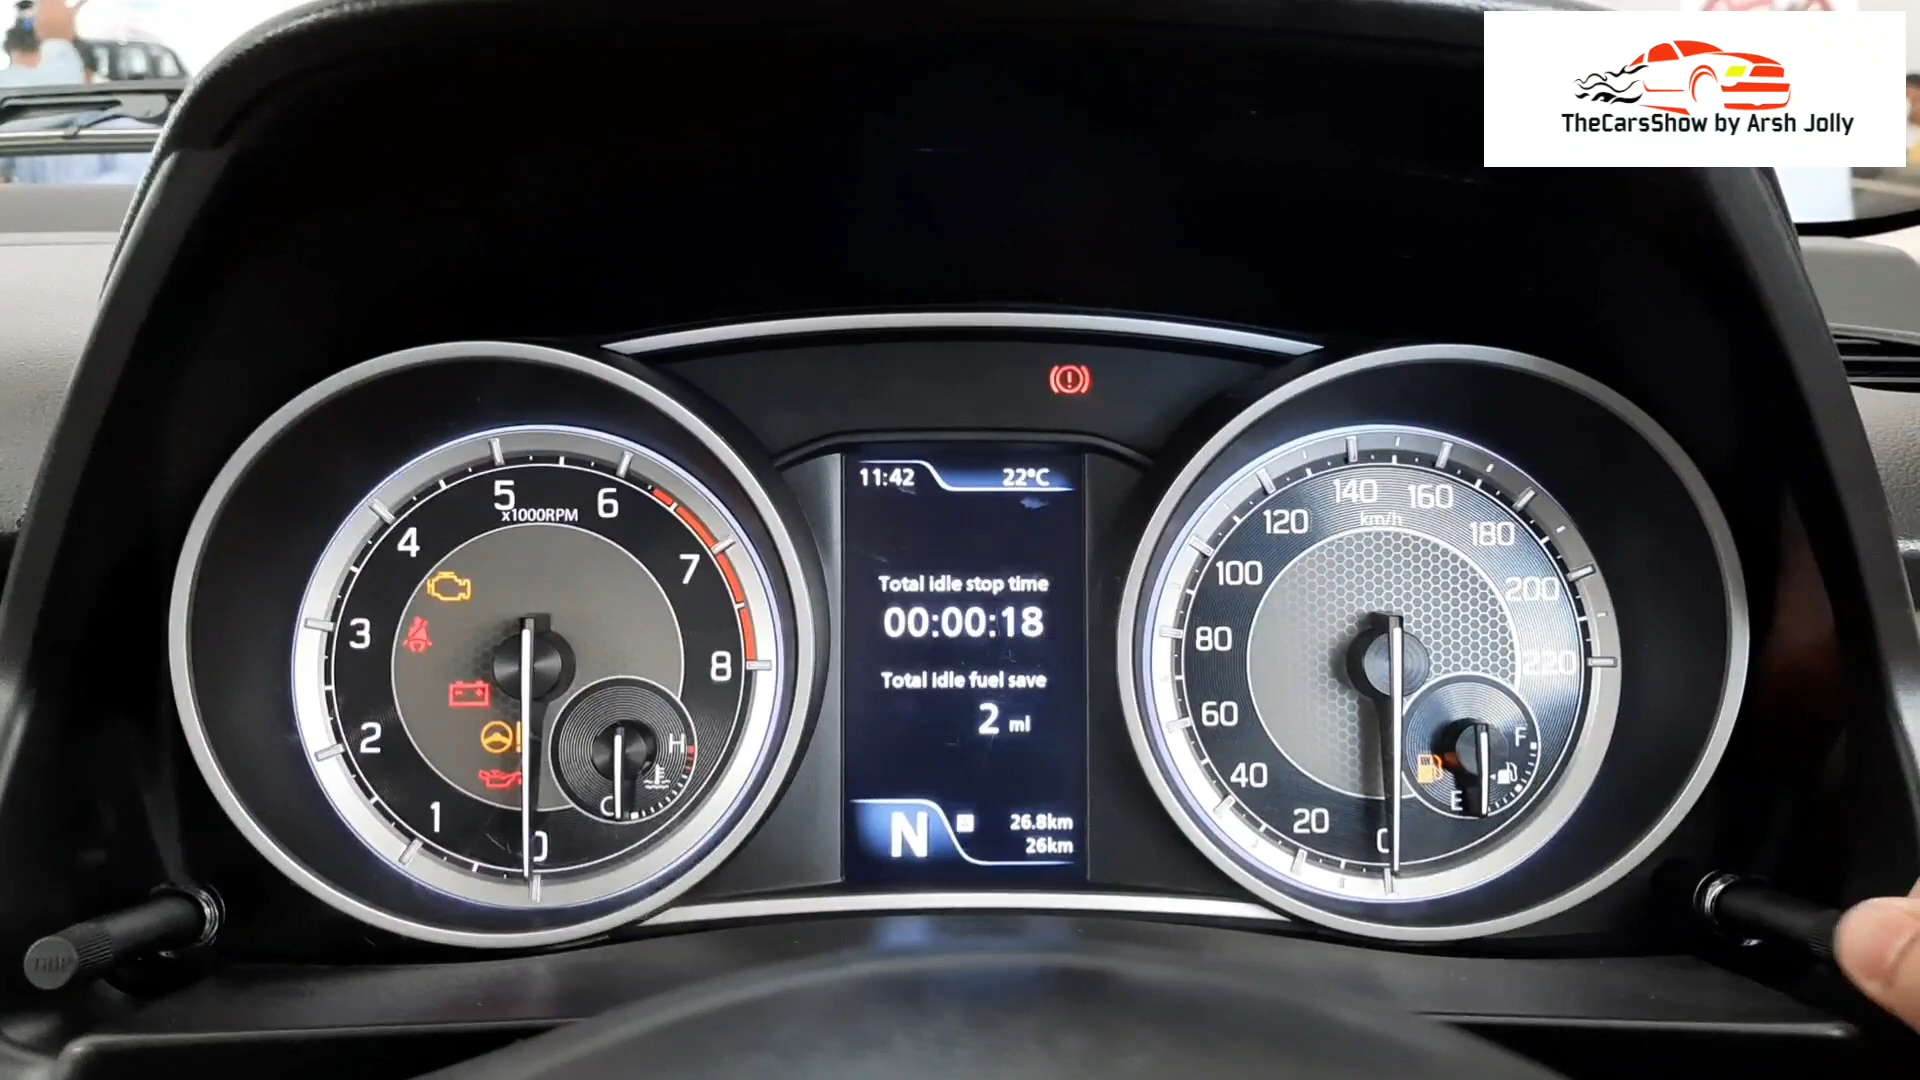 TheCarsShow by Arsh Jolly
11:42 22°C
Total idle stop time
00:00:18
Total idle fuel save
2 ml
N 26.8km
26km
0 1 2 3 4 5 6 7 8
x1000RPM
C H
0 20 40 60 80 100 120 140 160 180 200 220
km/h
E F
TRIP